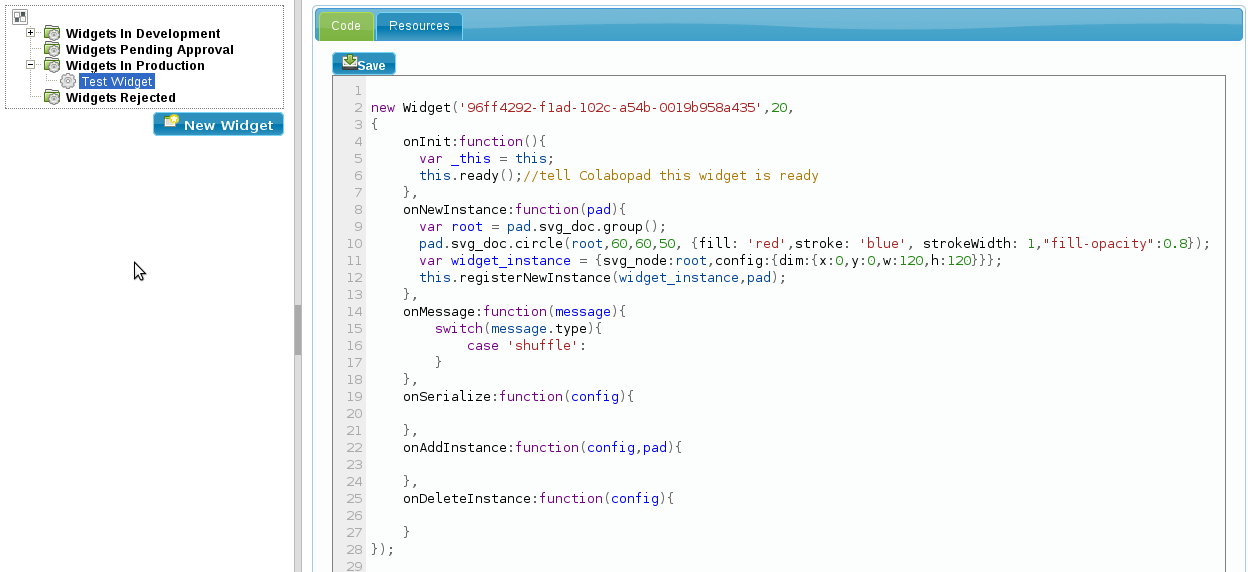 Widgets In Development
Widgets Pending Approval
Widgets In Production
Test Widget
Widgets Rejected
New Widget
Code
Resources
Save
1
2 new Widget('96ff4292-f1ad-102c-a54b-0019b958a435',20,
3 {
4     onInit:function(){
5       var _this = this;
6       this.ready();//tell Colabopad this widget is ready
7     },
8     onNewInstance:function(pad){
9       var root = pad.svg_doc.group();
10       pad.svg_doc.circle(root,60,60,50, {fill: 'red',stroke: 'blue', strokeWidth: 1,"fill-opacity":0.8});
11       var widget_instance = {svg_node:root,config:{dim:{x:0,y:0,w:120,h:120}}};
12       this.registerNewInstance(widget_instance,pad);
13     },
14     onMessage:function(message){
15         switch(message.type){
16             case 'shuffle':
17         }
18     },
19     onSerialize:function(config){
20
21     },
22     onAddInstance:function(config,pad){
23
24     },
25     onDeleteInstance:function(config){
26
27     }
28 });
29